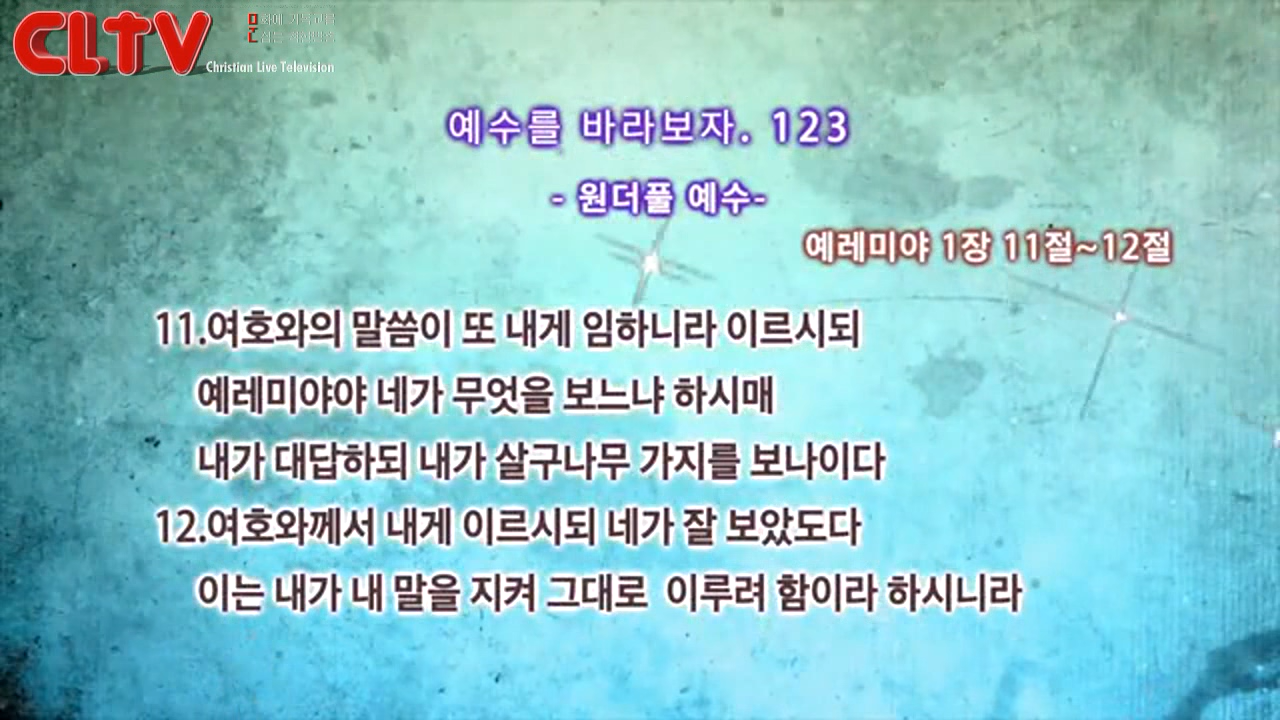 CLTV
Christian Live Television
예수를 바라보자. 123
- 원더풀 예수-
예레미야 1장 11절~12절
11.여호와의 말씀이 또 내게 임하니라 이르시되
예레미야야 네가 무엇을 보느냐 하시매
내가 대답하되 내가 살구나무 가지를 보나이다
12.여호와께서 내게 이르시되 네가 잘 보았도다
이는 내가 내 말을 지켜 그대로 이루려 함이라 하시니라